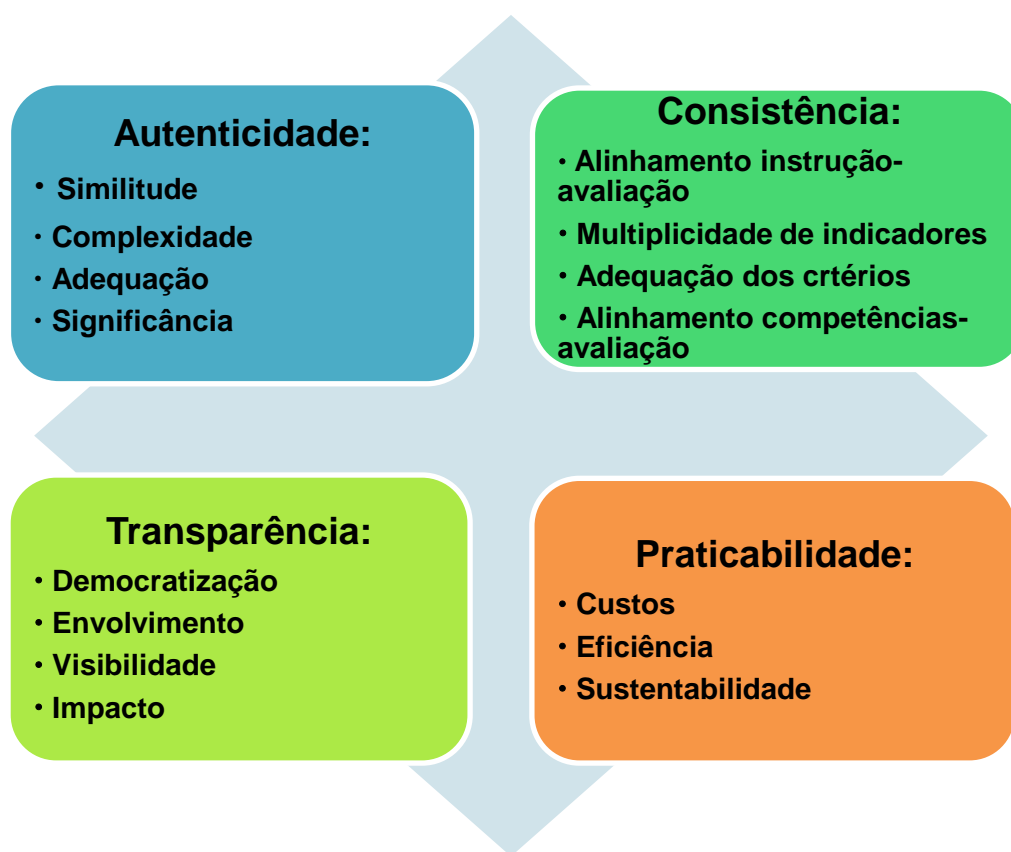 Autenticidade:
· Similitude
· Complexidade
· Adequação
· Significância
Consistência:
· Alinhamento instrução-
avaliação
· Multiplicidade de indicadores
· Adequação dos crtérios
· Alinhamento competências-
avaliação
Transparência:
· Democratização
· Envolvimento
· Visibilidade
· Impacto
Praticabilidade:
· Custos
· Eficiência
· Sustentabilidade